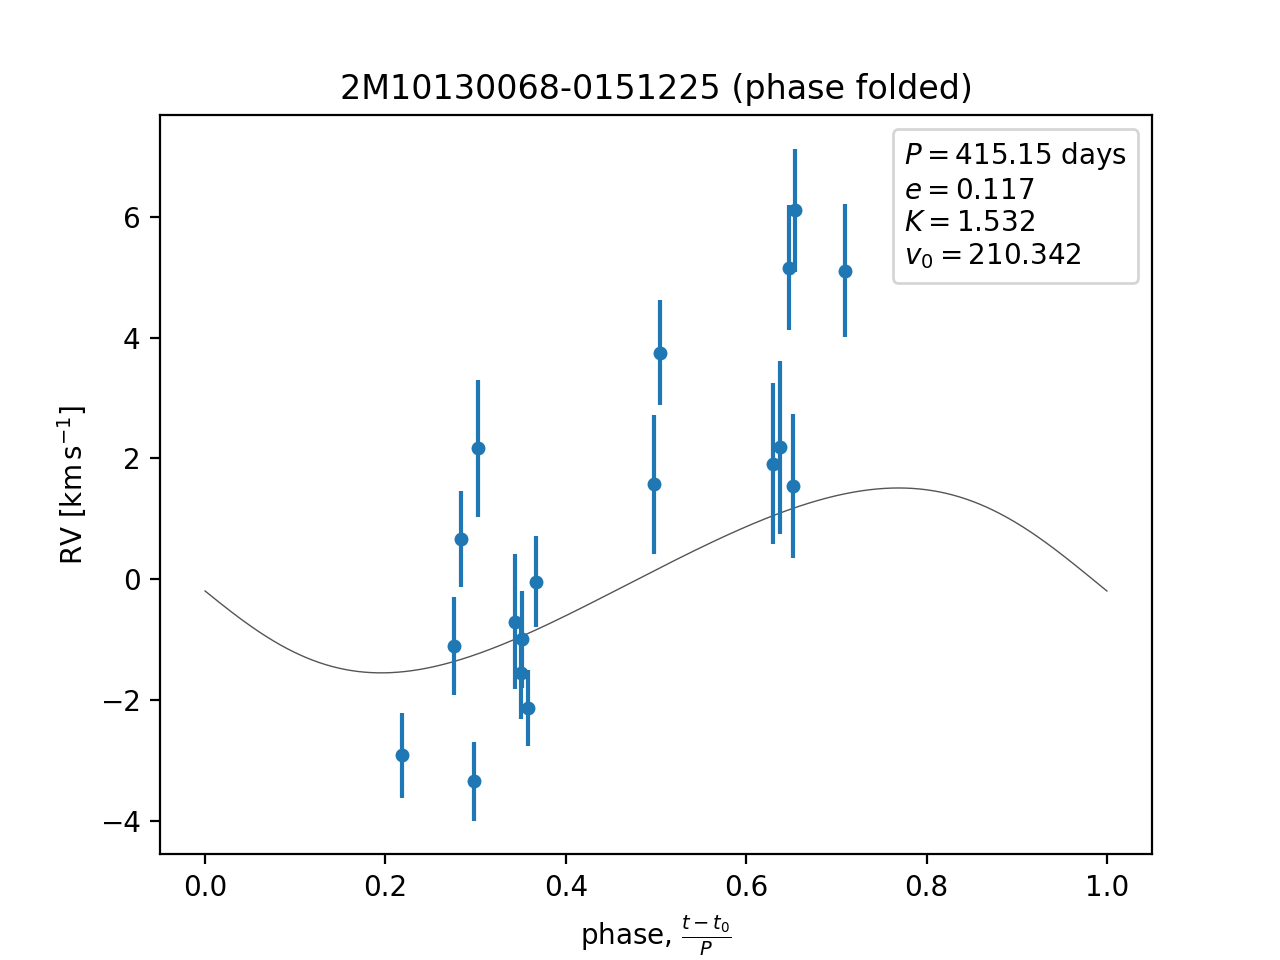 2M10130068-0151225 (phase folded)
P = 415.15 days
e = 0.117
K = 1.532
v₀ = 210.342
6
4
2
0
−2
−4
RV [km s⁻¹]
0.0 0.2 0.4 0.6 0.8 1.0
phase, (t − t₀)/P